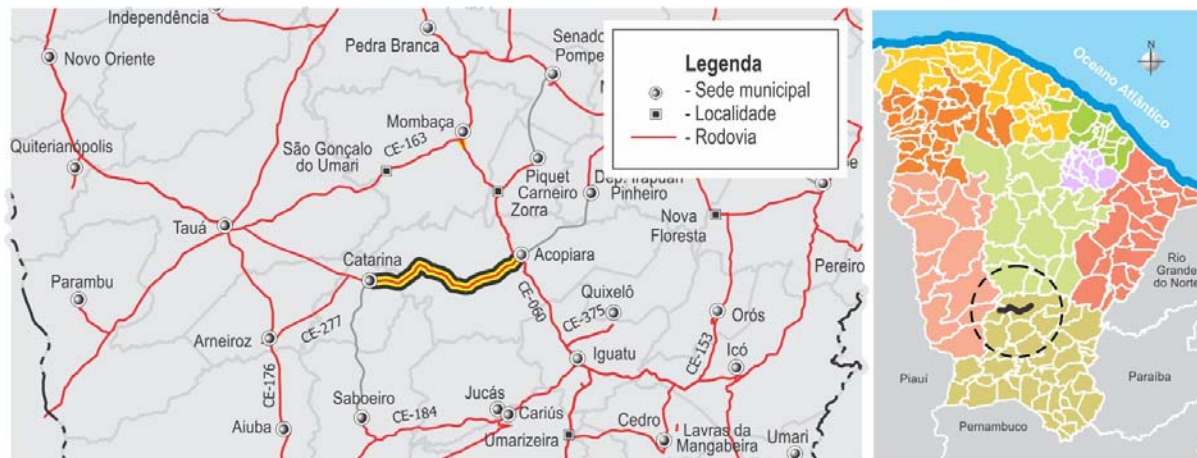 Independência
Novo Oriente
Pedra Branca
Senador
Pompe
Quiterianópolis
Mombaça
São Gonçalo
do Umari
CE-163
Piquet
Carneiro
Zorra
Dep. Irapuan
Pinheiro
Tauá
Nova
Floresta
Catarina
Acopiara
Parambu
Pereiro
CE-277
CE-060
Quixelô
CE-375
Orós
Arneiroz
CE-153
Iguatu
Icó
CE-176
Saboeiro
CE-184
Jucás
Cariús
Cedro
Aiuba
Umarizeira
Lavras da
Mangabeira
Umari
Legenda
- Sede municipal
- Localidade
- Rodovia
N
Oceano Atlântico
Rio
Grande
do Norte
Piauí
Paraíba
Pernambuco